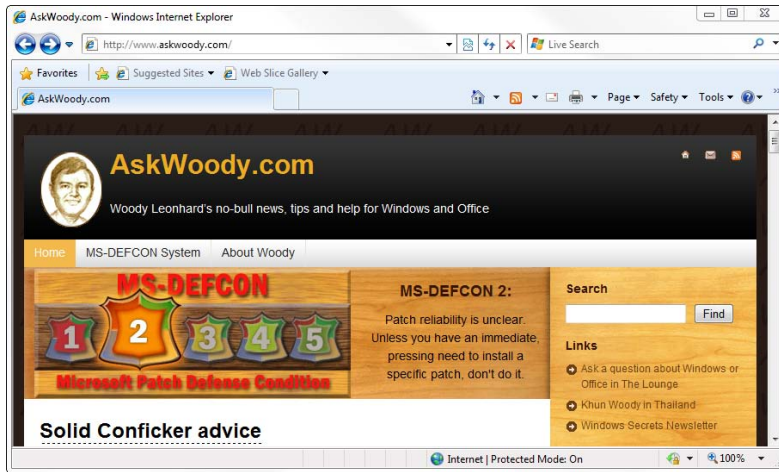 AskWoody.com - Windows Internet Explorer
http://www.askwoody.com/
Live Search
Favorites
Suggested Sites
Web Slice Gallery
AskWoody.com
Page
Safety
Tools
AskWoody.com
Woody Leonhard's no-bull news, tips and help for Windows and Office
Home
MS-DEFCON System
About Woody
MS-DEFCON
1 2 3 4 5
Microsoft Patch Defense Condition
MS-DEFCON 2:
Patch reliability is unclear.
Unless you have an immediate,
pressing need to install a
specific patch, don't do it.
Search
Find
Links
Ask a question about Windows or
Office in The Lounge
Khun Woody in Thailand
Windows Secrets Newsletter
Solid Conficker advice
Internet | Protected Mode: On
100%